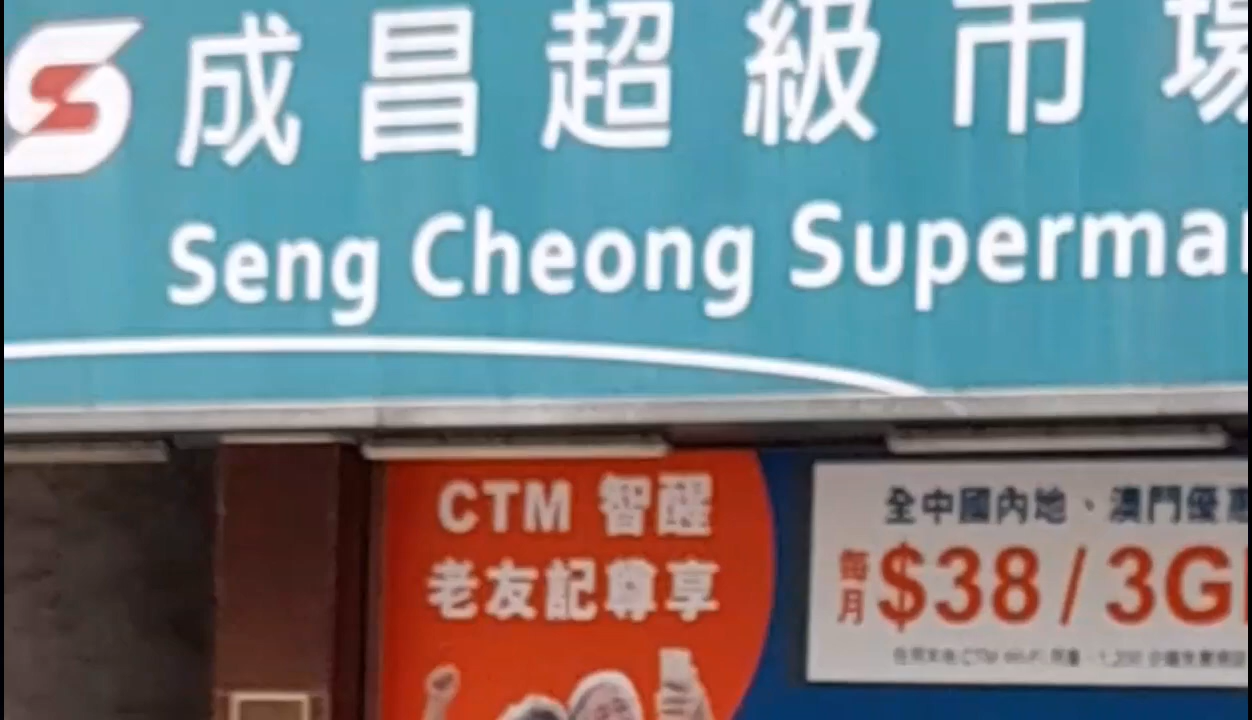 成昌超級市場
Seng Cheong Superma
CTM 智醒
老友記尊享
全中國內地、澳門優惠
每月 $38/3G